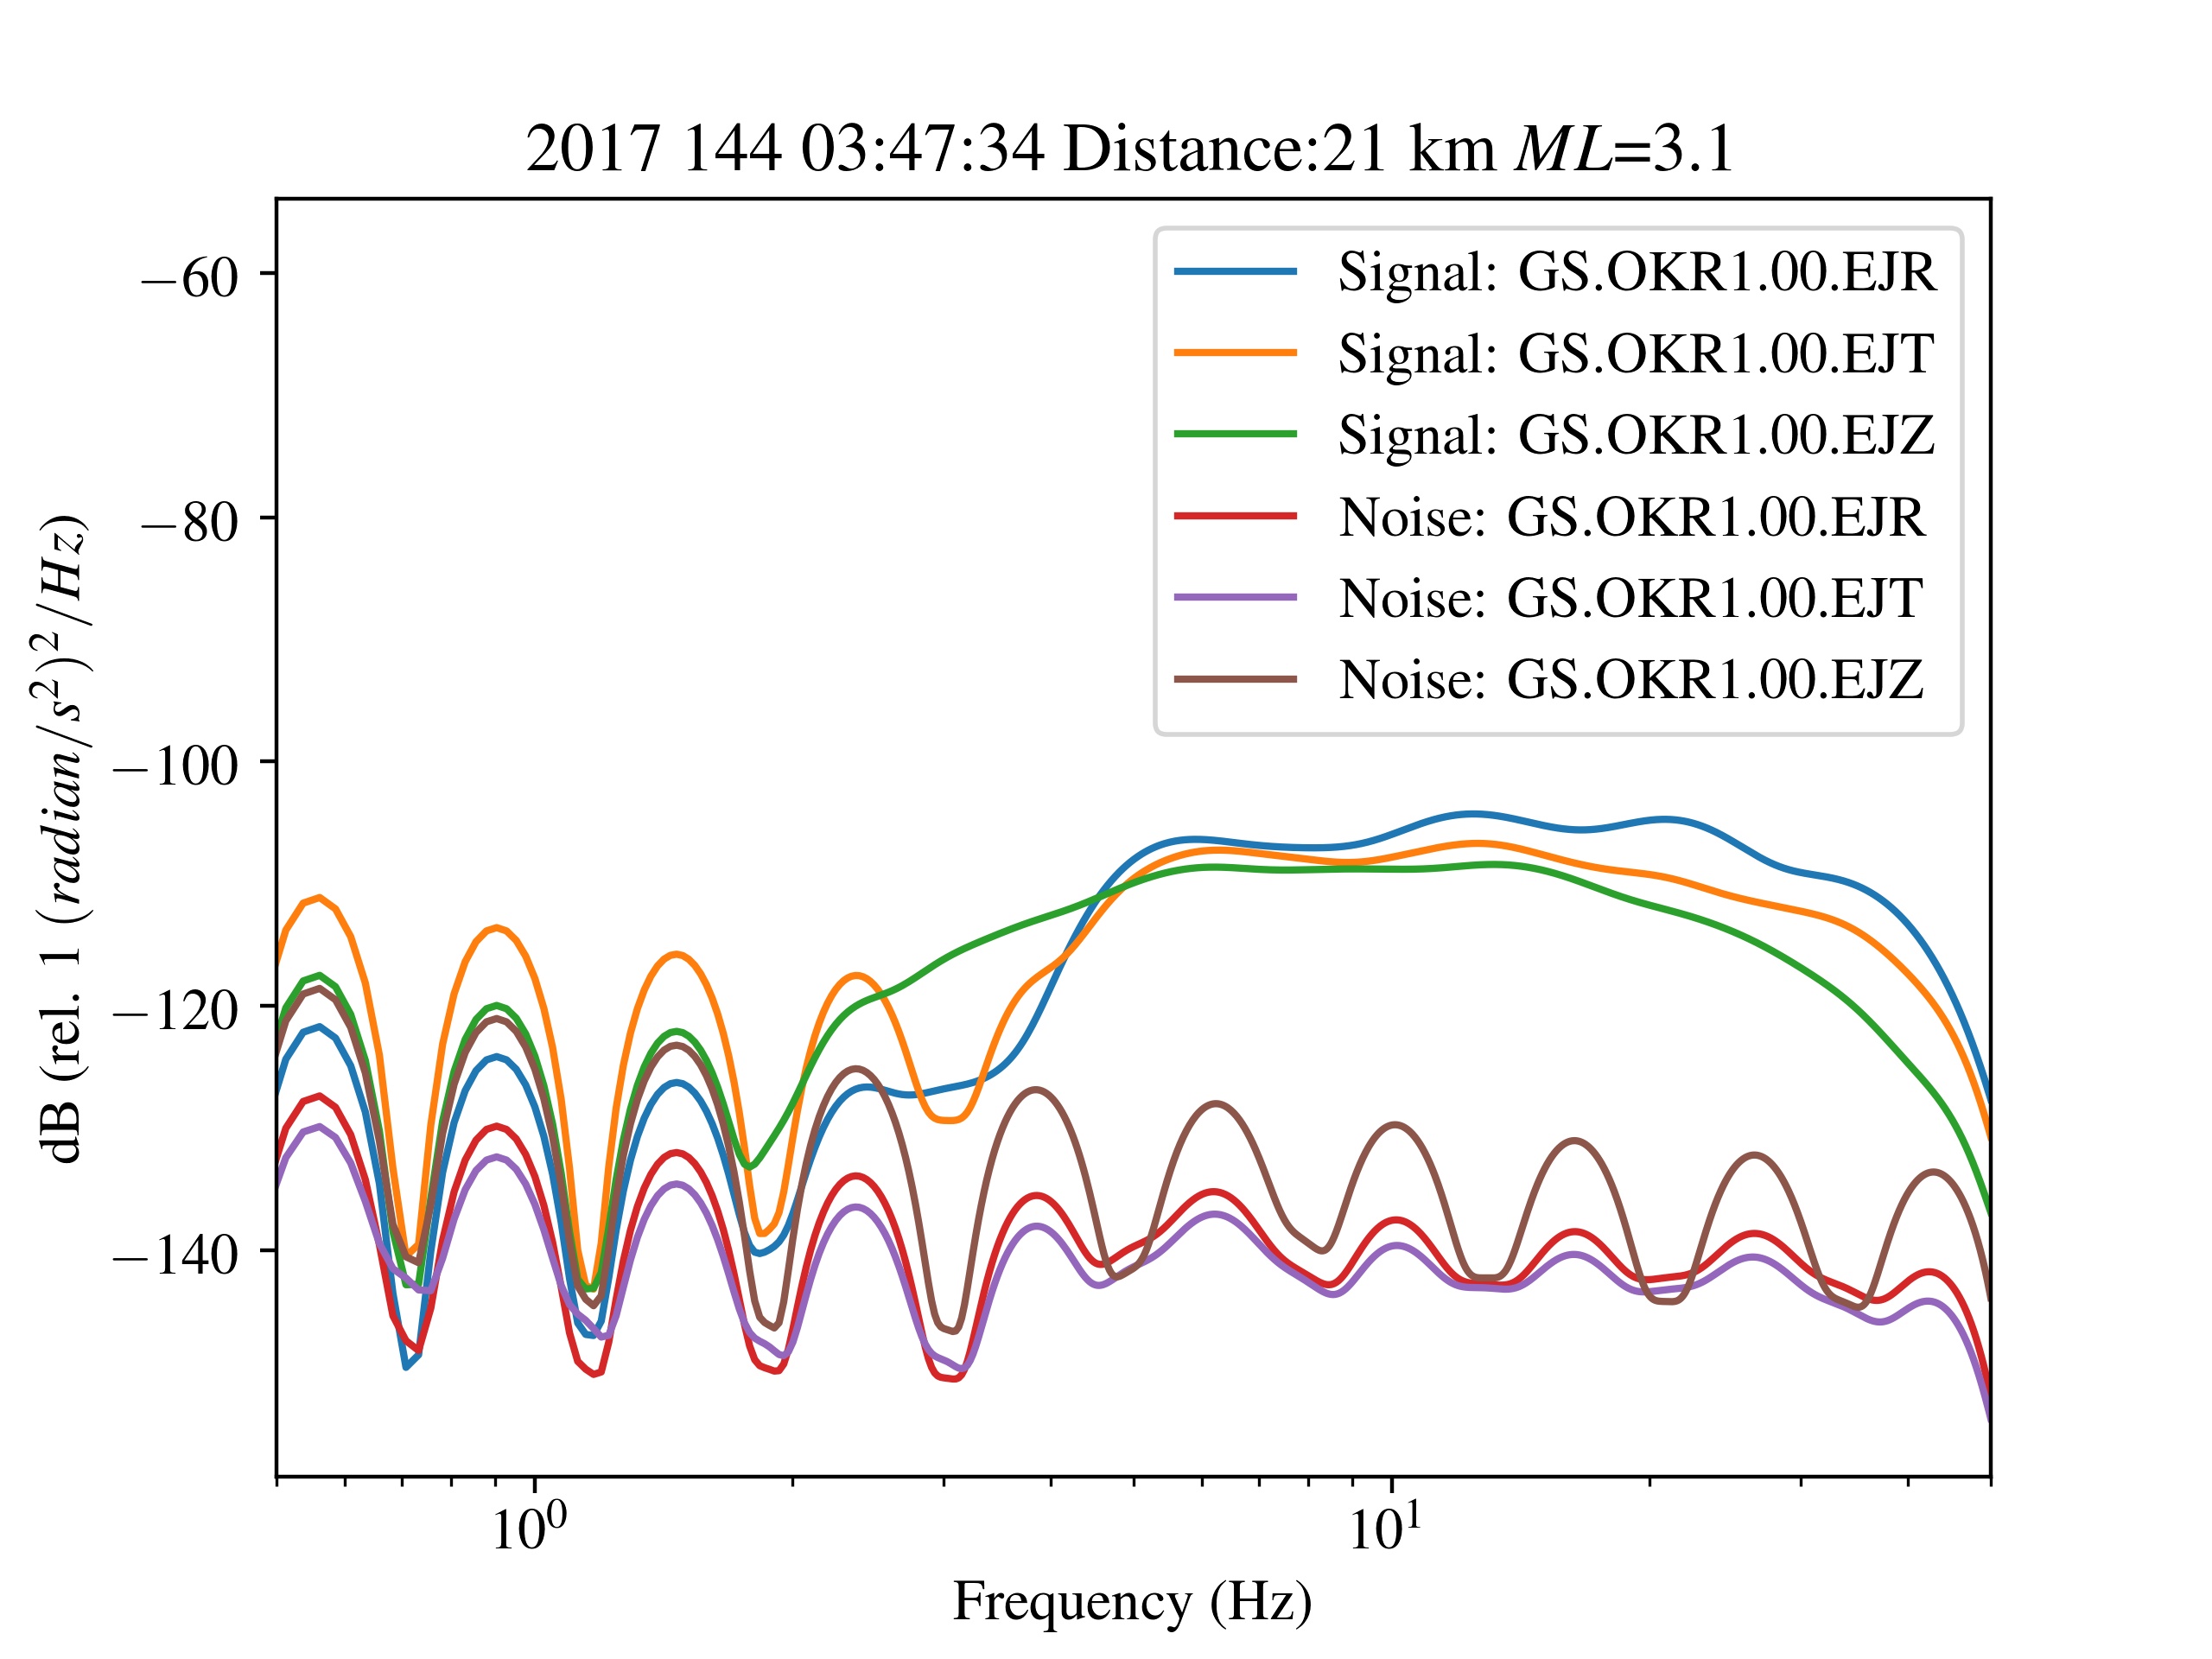 2017 144 03:47:34 Distance:21 km ML=3.1
dB (rel. 1 (radian/s²)²/Hz)
−60
−80
−100
−120
−140
Signal: GS.OKR1.00.EJR
Signal: GS.OKR1.00.EJT
Signal: GS.OKR1.00.EJZ
Noise: GS.OKR1.00.EJR
Noise: GS.OKR1.00.EJT
Noise: GS.OKR1.00.EJZ
10⁰ 10¹
Frequency (Hz)